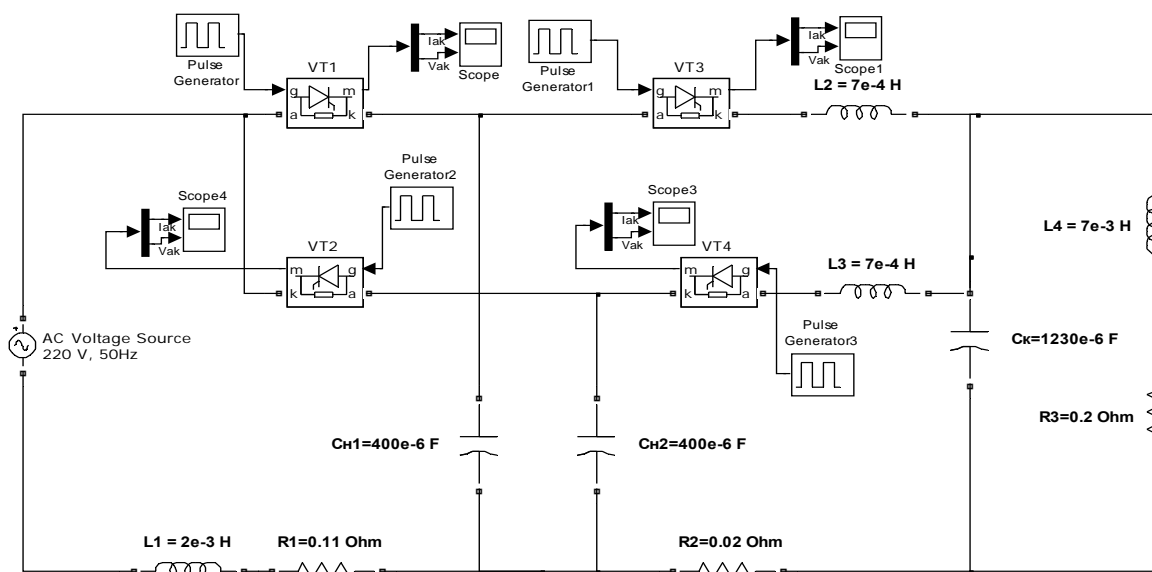 Pulse
Generator
VT1
g
m
a
k
Iak
Vak
Scope
Pulse
Generator1
VT3
g
m
a
k
Iak
Vak
Scope1
L2 = 7e-4 H
Scope4
Iak
Vak
Pulse
Generator2
VT2
m
g
k
a
Scope3
Iak
Vak
VT4
m
g
k
a
L3 = 7e-4 H
L4 = 7e-3 H
AC Voltage Source
220 V, 50Hz
Pulse
Generator3
Cк=1230e-6 F
R3=0.2 Ohm
Cн1=400e-6 F
Cн2=400e-6 F
L1 = 2e-3 H
R1=0.11 Ohm
R2=0.02 Ohm